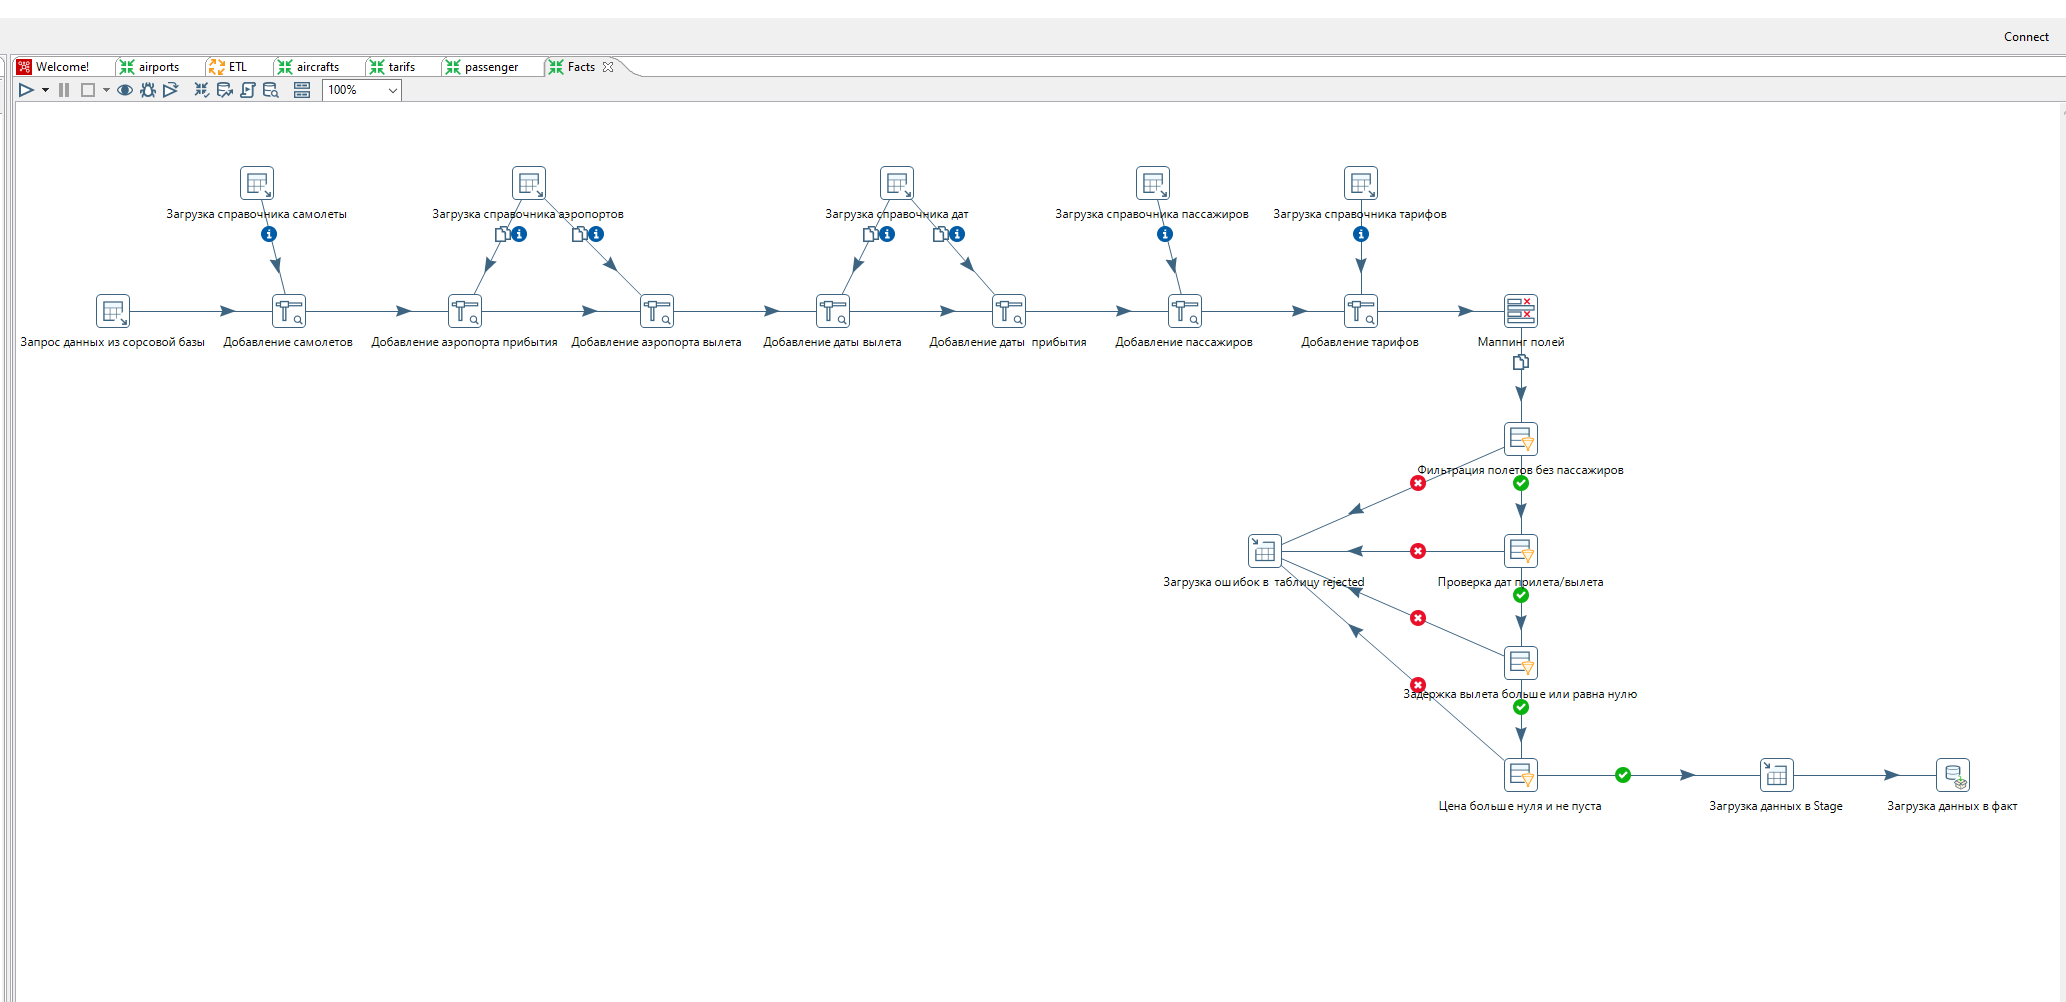 Connect
Welcome!
airports
ETL
aircrafts
tarifs
passenger
Facts
100%
Загрузка справочника самолеты
Загрузка справочника аэропортов
Загрузка справочника дат
Загрузка справочника пассажиров
Загрузка справочника тарифов
Запрос данных из сорсовой базы
Добавление самолетов
Добавление аэропорта прибытия
Добавление аэропорта вылета
Добавление даты вылета
Добавление даты прибытия
Добавление пассажиров
Добавление тарифов
Маппинг полей
Фильтрация полетов без пассажиров
Загрузка ошибок в таблицу rejected
Проверка дат прилета/вылета
Задержка вылета больше или равна нулю
Цена больше нуля и не пуста
Загрузка данных в Stage
Загрузка данных в факт